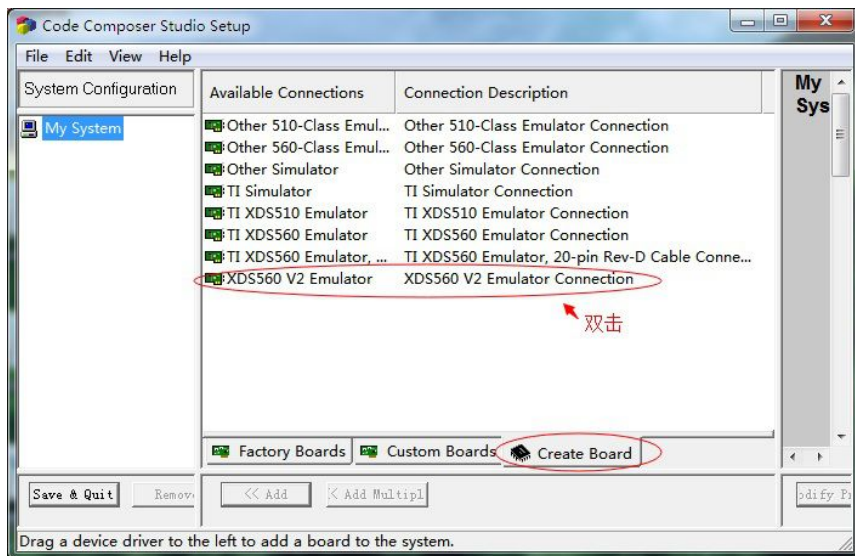 Code Composer Studio Setup
File Edit View Help
System Configuration
Available Connections Connection Description
My
Sys
My System
Other 510-Class Emul... Other 510-Class Emulator Connection
Other 560-Class Emul... Other 560-Class Emulator Connection
Other Simulator Other Simulator Connection
TI Simulator TI Simulator Connection
TI XDS510 Emulator TI XDS510 Emulator Connection
TI XDS560 Emulator TI XDS560 Emulator Connection
TI XDS560 Emulator, ... TI XDS560 Emulator, 20-pin Rev-D Cable Conne...
XDS560 V2 Emulator XDS560 V2 Emulator Connection
双击
Factory Boards Custom Boards Create Board
Save & Quit Remov << Add < Add Multipl odify Pr
Drag a device driver to the left to add a board to the system.